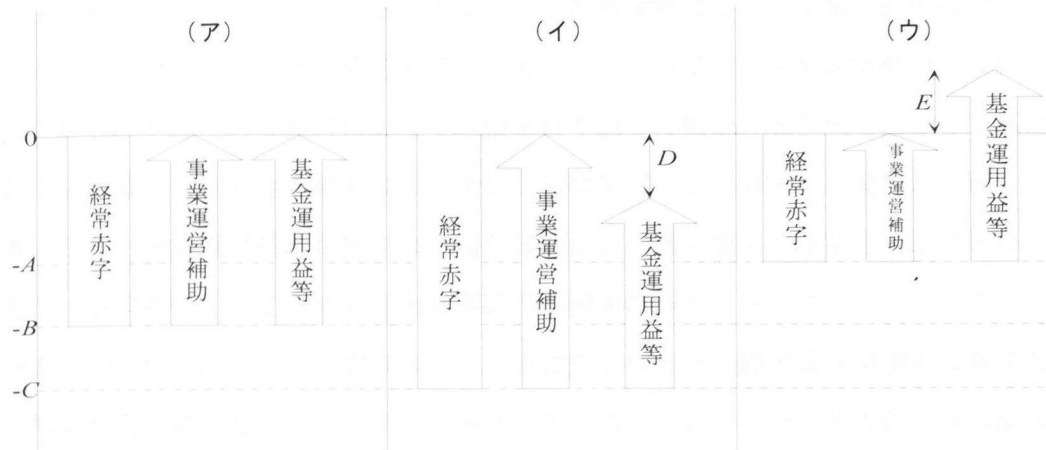 (ア)
(イ)
(ウ)
0
-A
-B
-C
経常赤字
事業運営補助
基金運用益等
経常赤字
事業運営補助
D
基金運用益等
経常赤字
事業運営補助
E
基金運用益等